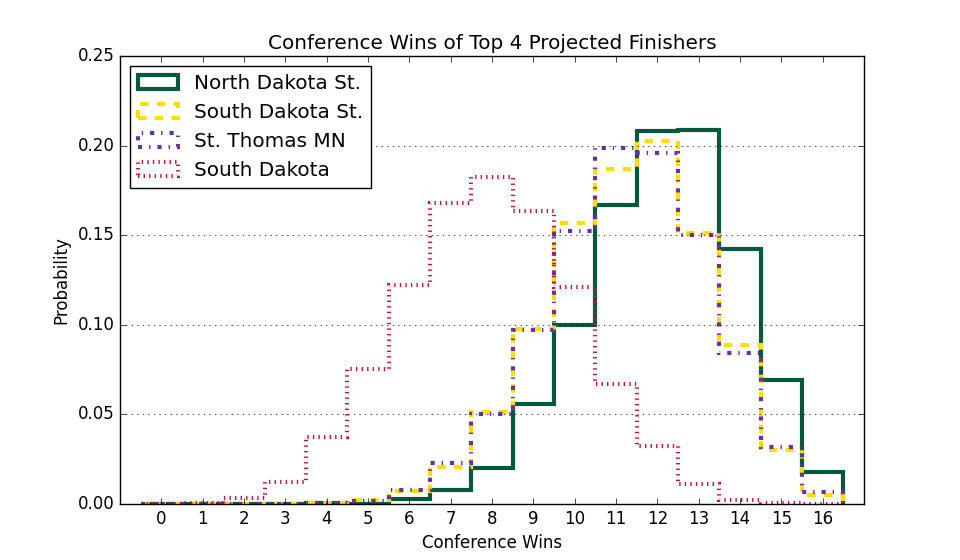 Conference Wins of Top 4 Projected Finishers
0.25
0.20
0.15
0.10
0.05
0.00
Probability
North Dakota St.
South Dakota St.
St. Thomas MN
South Dakota
0 1 2 3 4 5 6 7 8 9 10 11 12 13 14 15 16
Conference Wins